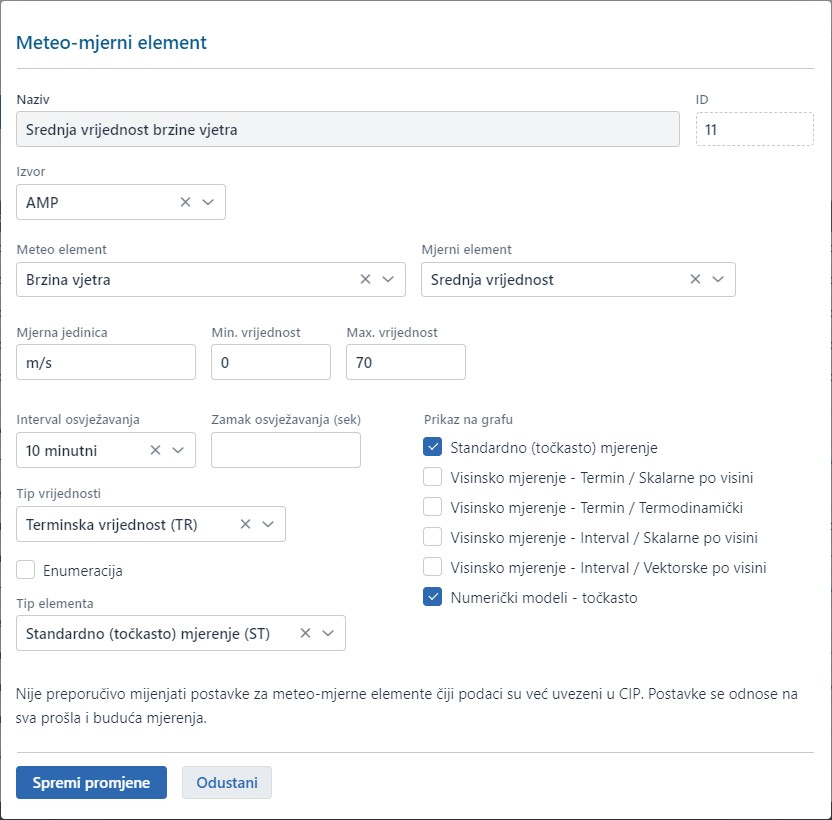 Meteo-mjerni element
Naziv
ID
Srednja vrijednost brzine vjetra
11
Izvor
AMP
Meteo element
Mjerni element
Brzina vjetra
Srednja vrijednost
Mjerna jedinica
Min. vrijednost
Max. vrijednost
m/s
0
70
Interval osvježavanja
Zamak osvježavanja (sek)
10 minutni
Tip vrijednosti
Terminska vrijednost (TR)
Enumeracija
Tip elementa
Standardno (točkasto) mjerenje (ST)
Prikaz na grafu
Standardno (točkasto) mjerenje
Visinsko mjerenje - Termin / Skalarne po visini
Visinsko mjerenje - Termin / Termodinamički
Visinsko mjerenje - Interval / Skalarne po visini
Visinsko mjerenje - Interval / Vektorske po visini
Numerički modeli - točkasto
Nije preporučivo mijenjati postavke za meteo-mjerne elemente čiji podaci su već uvezeni u CIP. Postavke se odnose na
sva prošla i buduća mjerenja.
Spremi promjene
Odustani